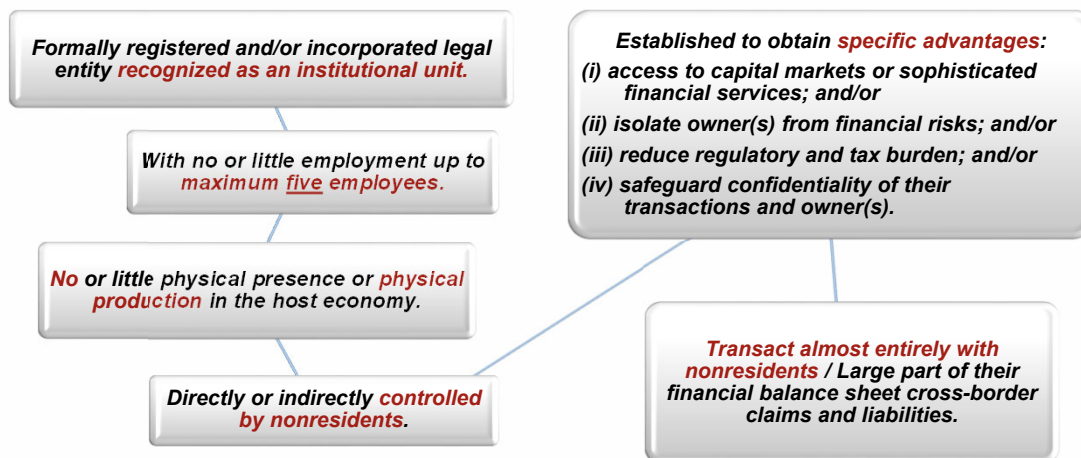 Formally registered and/or incorporated legal
entity recognized as an institutional unit.
With no or little employment up to
maximum five employees.
No or little physical presence or physical
production in the host economy.
Directly or indirectly controlled
by nonresidents.
Established to obtain specific advantages:
(i) access to capital markets or sophisticated
financial services; and/or
(ii) isolate owner(s) from financial risks; and/or
(iii) reduce regulatory and tax burden; and/or
(iv) safeguard confidentiality of their
transactions and owner(s).
Transact almost entirely with
nonresidents / Large part of their
financial balance sheet cross-border
claims and liabilities.